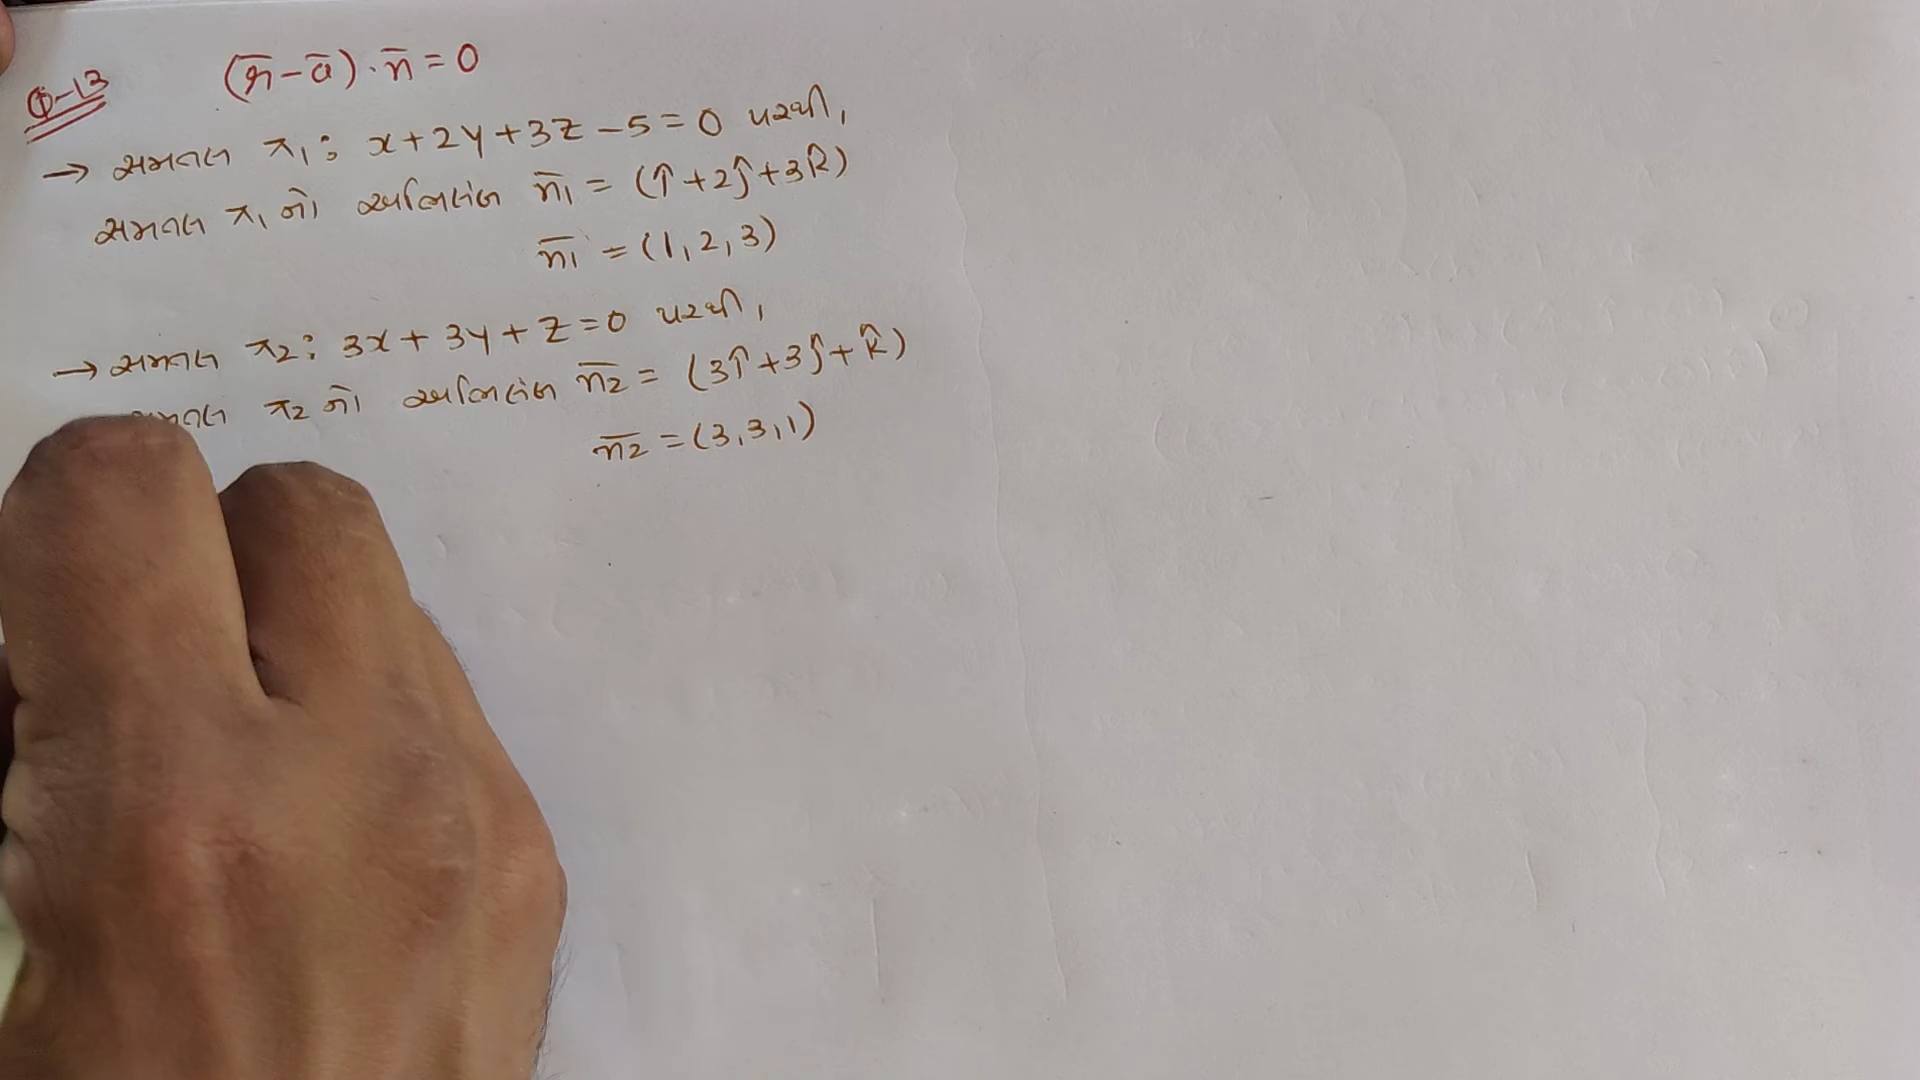 Q-13
(r̄ - ā) · n̄ = 0
→ સમતલ π₁: x + 2y + 3z - 5 = 0 પરથી,
સમતલ π₁ નો અભિલંબ n̄₁ = (î + 2ĵ + 3k̂)
n̄₁ = (1, 2, 3)
→ સમતલ π₂: 3x + 3y + z = 0 પરથી,
π₂ નો અભિલંબ n̄₂ = (3î + 3ĵ + k̂)
n̄₂ = (3, 3, 1)